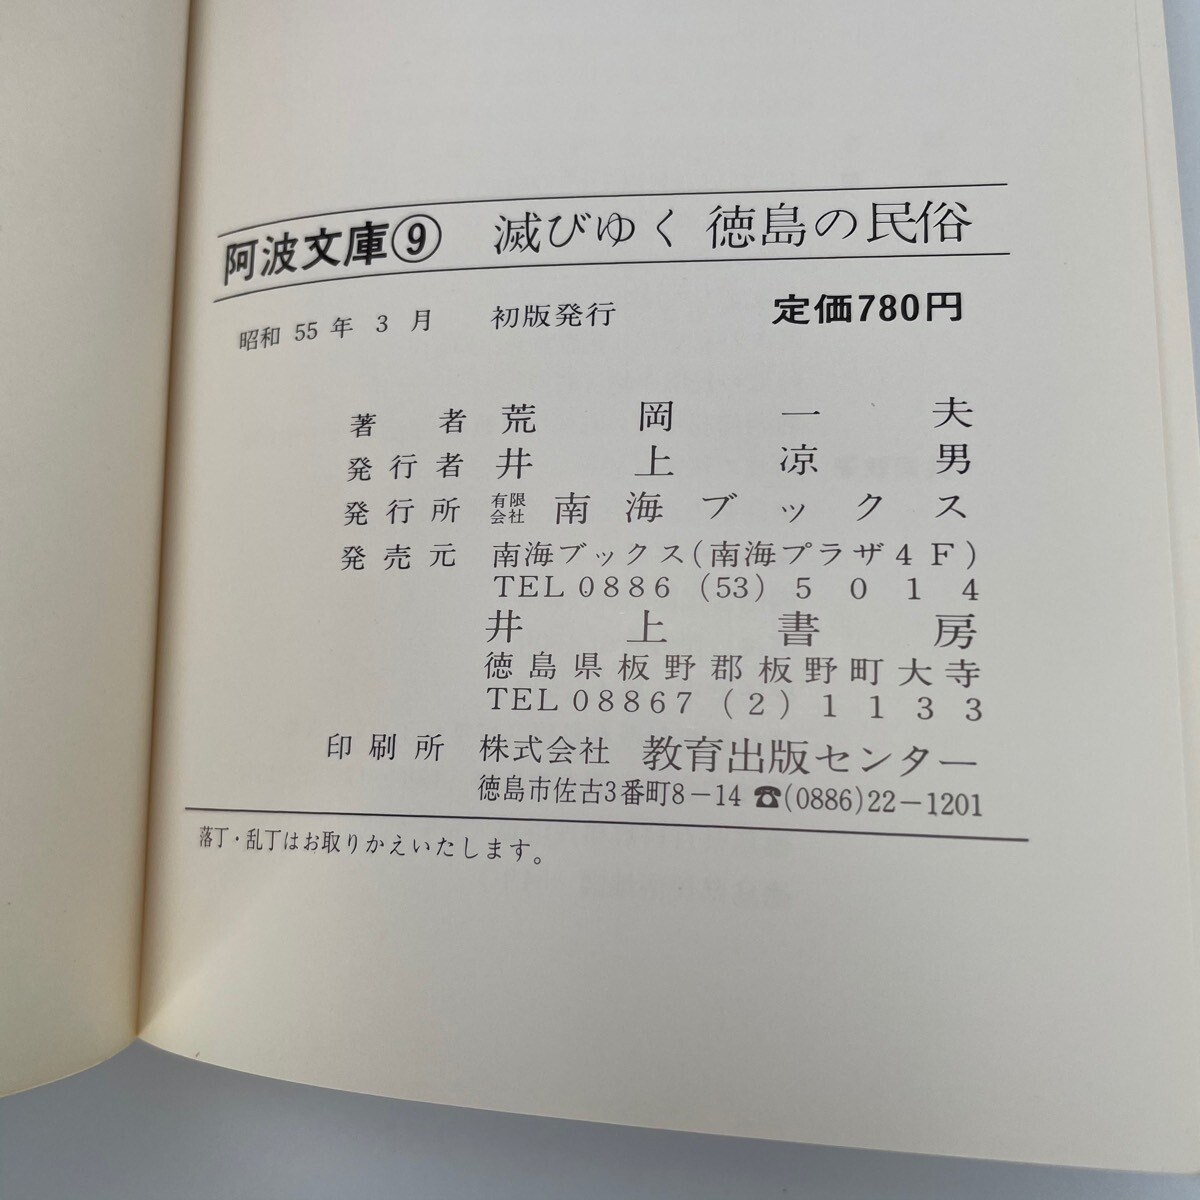 阿波文庫⑨ 滅びゆく 徳島の民俗
昭和 55 年 3 月 初版発行 定価780円
著者 荒岡一夫
発行者 井上凉男
発行所 有限会社 南海ブックス
発売元 南海ブックス(南海プラザ4F)
TEL0886(53)5014
井上書房
徳島県板野郡板野町大寺
TEL08867(2)1133
印刷所 株式会社 教育出版センター
徳島市佐古3番町8-14 ☎(0886)22-1201
落丁・乱丁はお取りかえいたします。